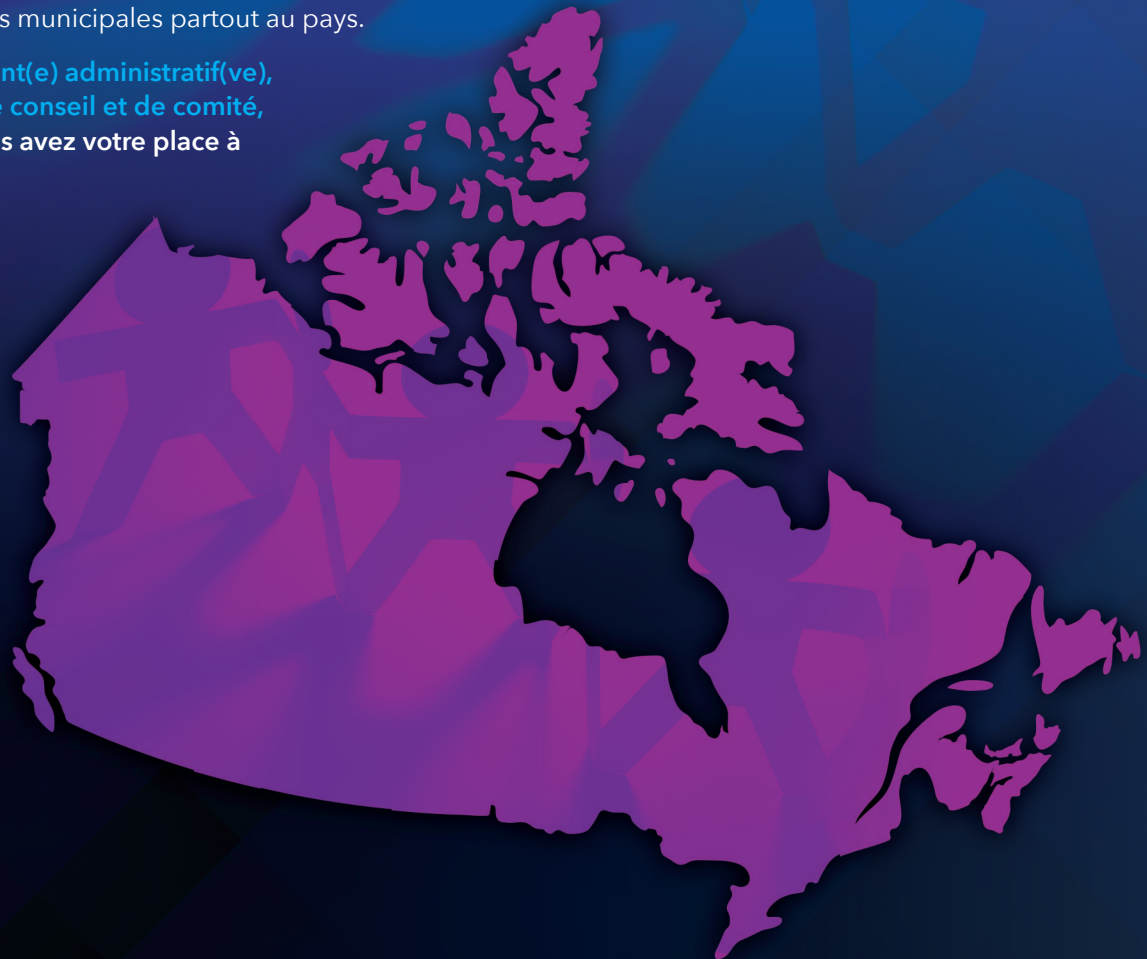 s municipales partout au pays.
nt(e) administratif(ve),
e conseil et de comité,
s avez votre place à